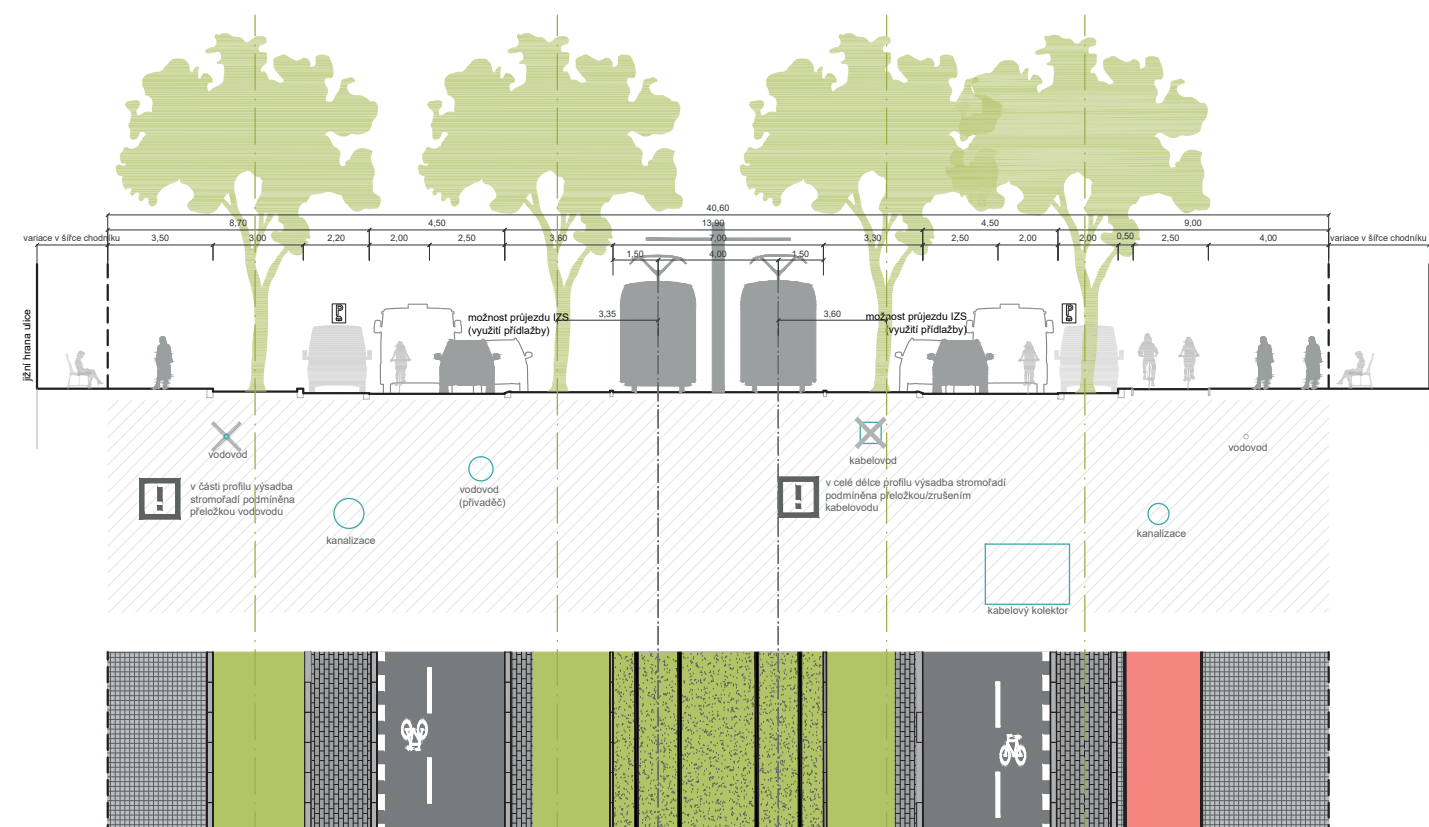 40,60
8,70
4,50
13,90
4,50
9,00
variace v šířce chodníku
3,50
3,00
2,20
2,00
2,50
3,60
7,00
3,30
2,50
2,00
2,00
0,50
2,50
4,00
variace v šířce chodníku
1,50
4,00
1,50
jižní hrana ulice
P
možnost průjezdu IZS
(využití přídlažby)
3,35
3,60
možnost průjezdu IZS
(využití přídlažby)
P
vodovod
!
v části profilu výsadba
stromořadí podmíněna
přeložkou vodovodu
kanalizace
vodovod
(přivaděč)
kabelovod
!
v celé délce profilu výsadba stromořadí
podmíněna přeložkou/zrušením
kabelovodu
kabelový kolektor
kanalizace
vodovod